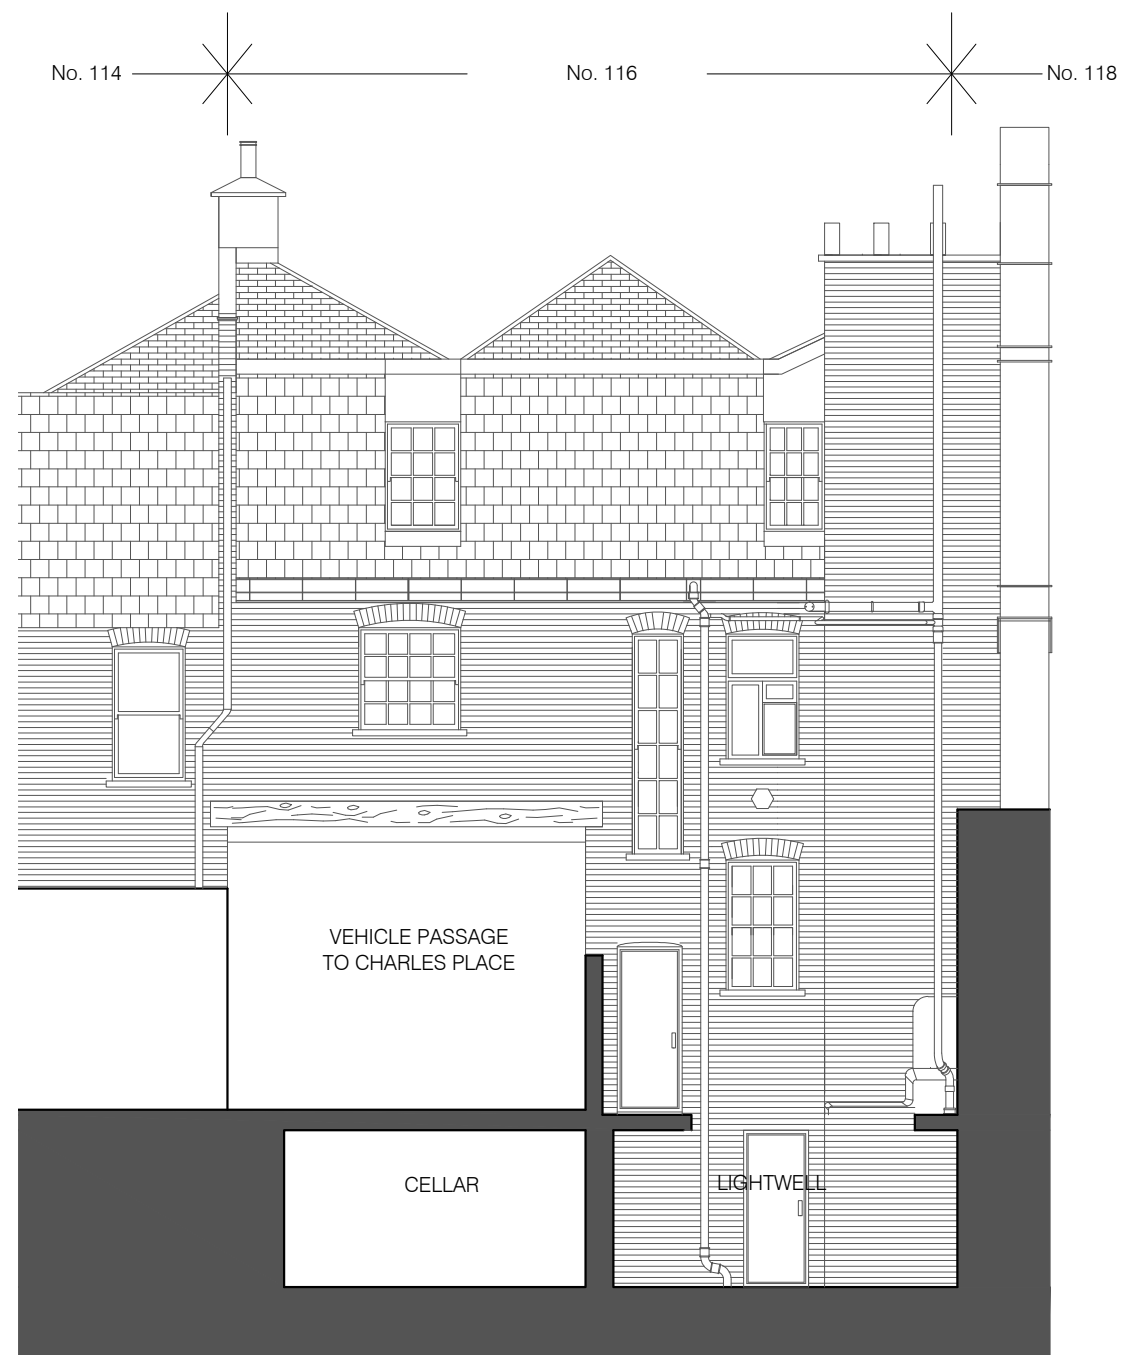 No. 114
No. 116
No. 118
VEHICLE PASSAGE
TO CHARLES PLACE
CELLAR
LIGHTWELL